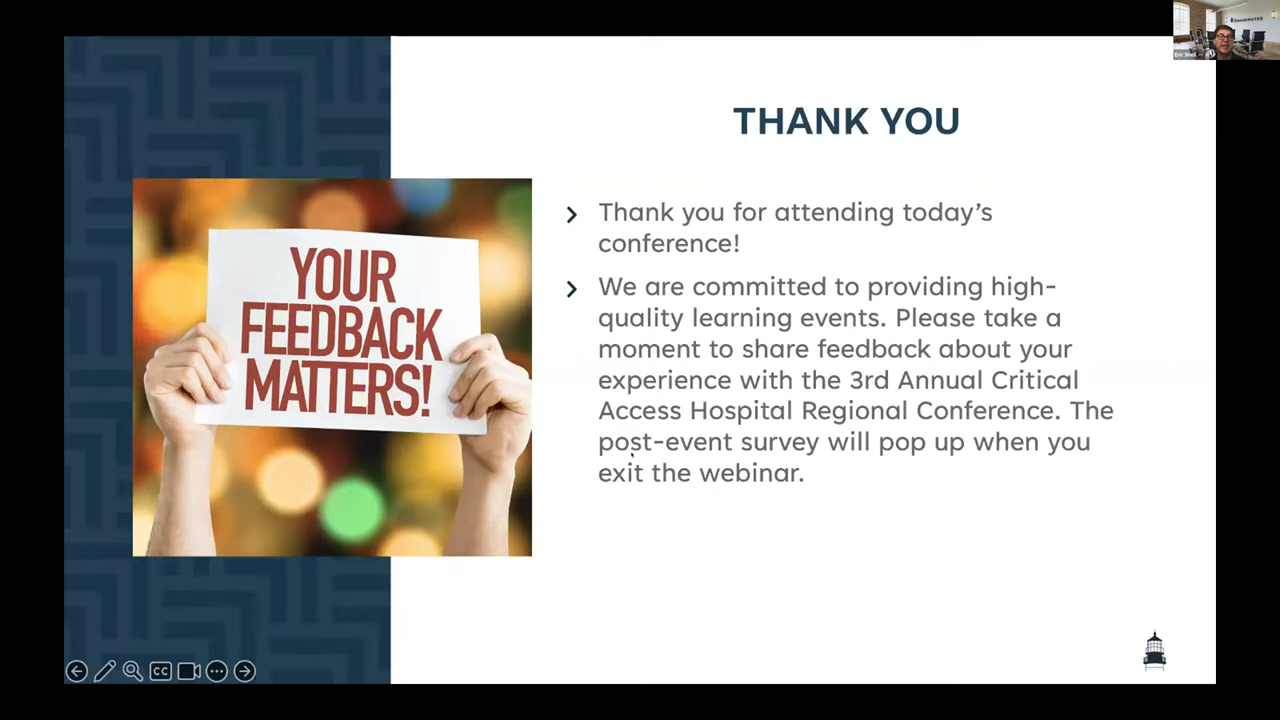 THANK YOU
YOUR
FEEDBACK
MATTERS!
Thank you for attending today’s
conference!
We are committed to providing high-
quality learning events. Please take a
moment to share feedback about your
experience with the 3rd Annual Critical
Access Hospital Regional Conference. The
post-event survey will pop up when you
exit the webinar.
CC